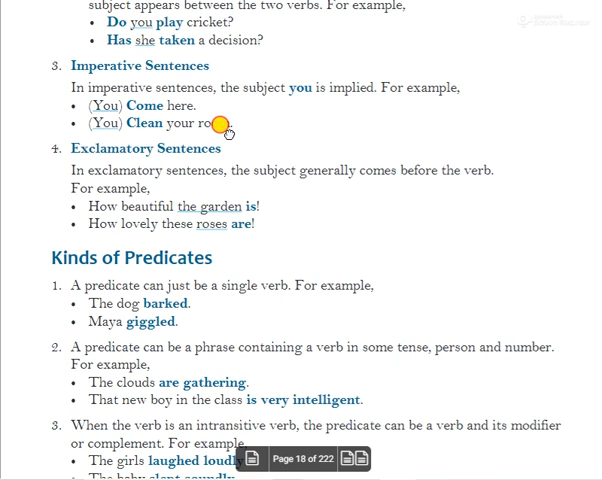 subject appears between the two verbs. For example,
• Do you play cricket?
• Has she taken a decision?
3. Imperative Sentences
In imperative sentences, the subject you is implied. For example,
• (You) Come here.
• (You) Clean your
4. Exclamatory Sentences
In exclamatory sentences, the subject generally comes before the verb.
For example,
• How beautiful the garden is!
• How lovely these roses are!
Kinds of Predicates
1. A predicate can just be a single verb. For example,
• The dog barked.
• Maya giggled.
2. A predicate can be a phrase containing a verb in some tense, person and number.
For example,
• The clouds are gathering.
• That new boy in the class is very intelligent.
3. When the verb is an intransitive verb, the predicate can be a verb and its modifier
or complement. For example,
• The girls laughed loudly
• The baby slept soundly.
Page 18 of 222